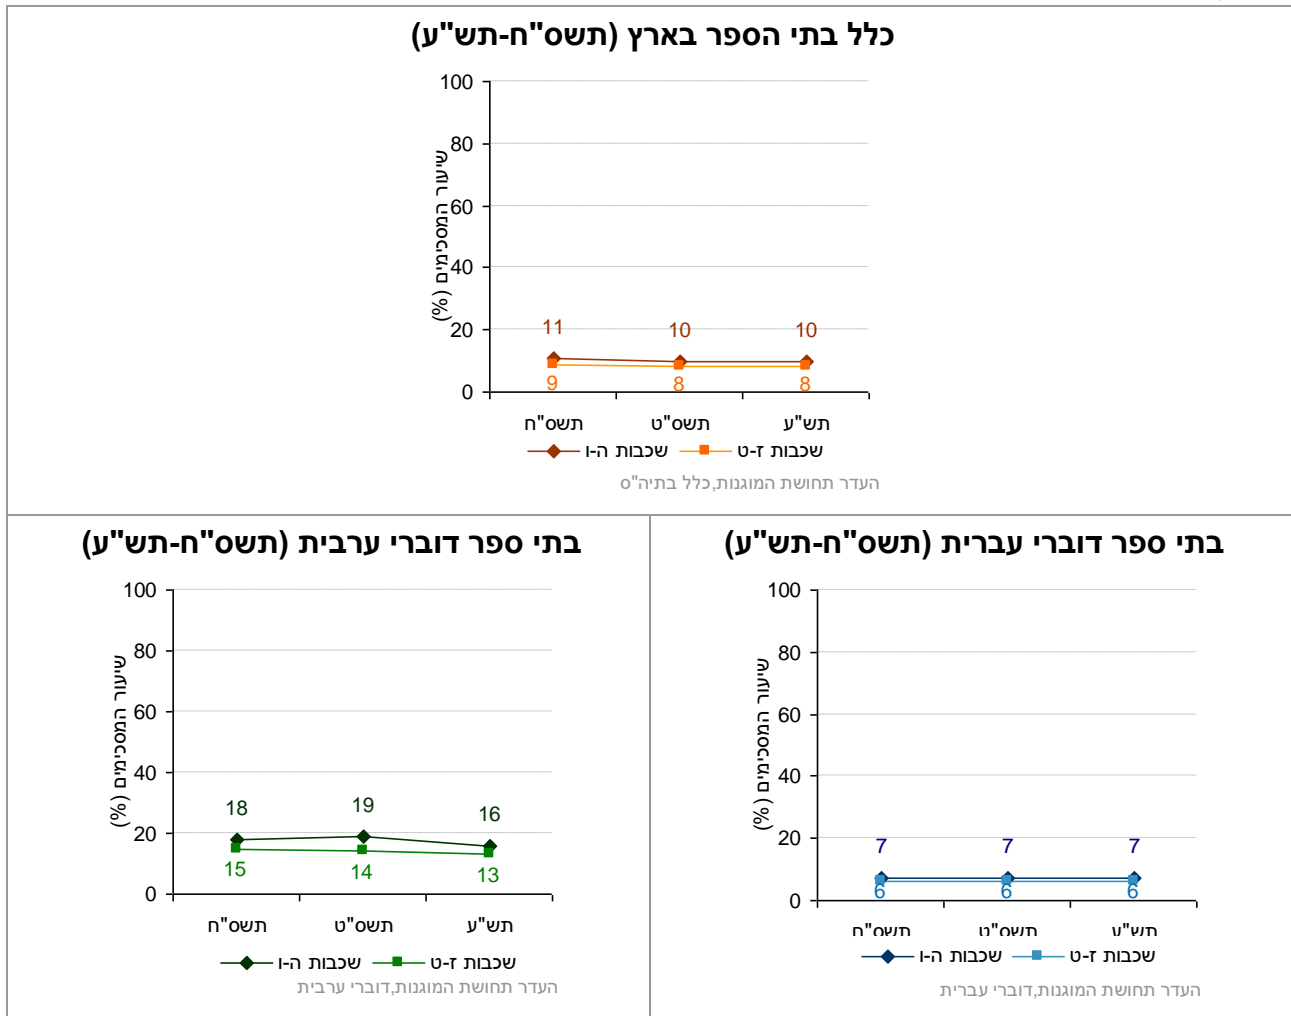 כלל בתי הספר בארץ (תשס"ח-תש"ע)
שיעור המסכימים (%)
100
80
60
40
20
0
11
10
10
9
8
8
תשס"ח
תשס"ט
תש"ע
שכבות ה-ו
שכבות ז-ט
העדר תחושת המוגנות,כלל בתיה"ס
בתי ספר דוברי עברית (תשס"ח-תש"ע)
שיעור המסכימים (%)
100
80
60
40
20
0
7
7
7
6
6
6
תשס"ח
תשס"ט
תש"ע
שכבות ה-ו
שכבות ז-ט
העדר תחושת המוגנות,דוברי עברית
בתי ספר דוברי ערבית (תשס"ח-תש"ע)
שיעור המסכימים (%)
100
80
60
40
20
0
18
19
16
15
14
13
תשס"ח
תשס"ט
תש"ע
שכבות ה-ו
שכבות ז-ט
העדר תחושת המוגנות,דוברי ערבית